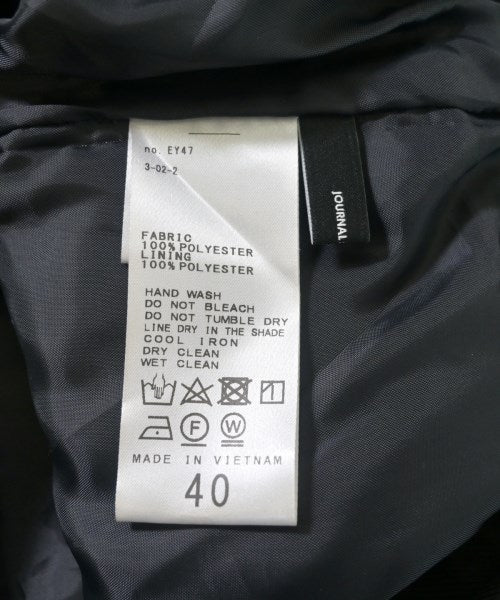 no. EY47
3-02-2
FABRIC
100% POLYESTER
LINING
100% POLYESTER
HAND WASH
DO NOT BLEACH
DO NOT TUMBLE DRY
LINE DRY IN THE SHADE
COOL IRON
DRY CLEAN
WET CLEAN
F W
MADE IN VIETNAM
40
JOURNAL